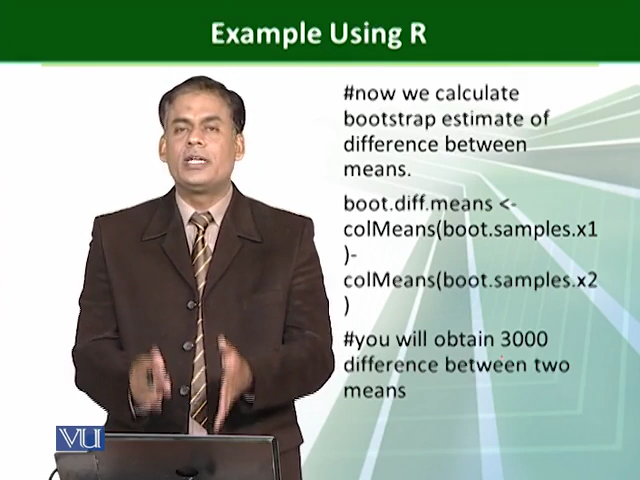 Example Using R
#now we calculate
bootstrap estimate of
difference between
means.
boot.diff.means <-
colMeans(boot.samples.x1
)-
colMeans(boot.samples.x2
)
#you will obtain 3000
difference between two
means
VU